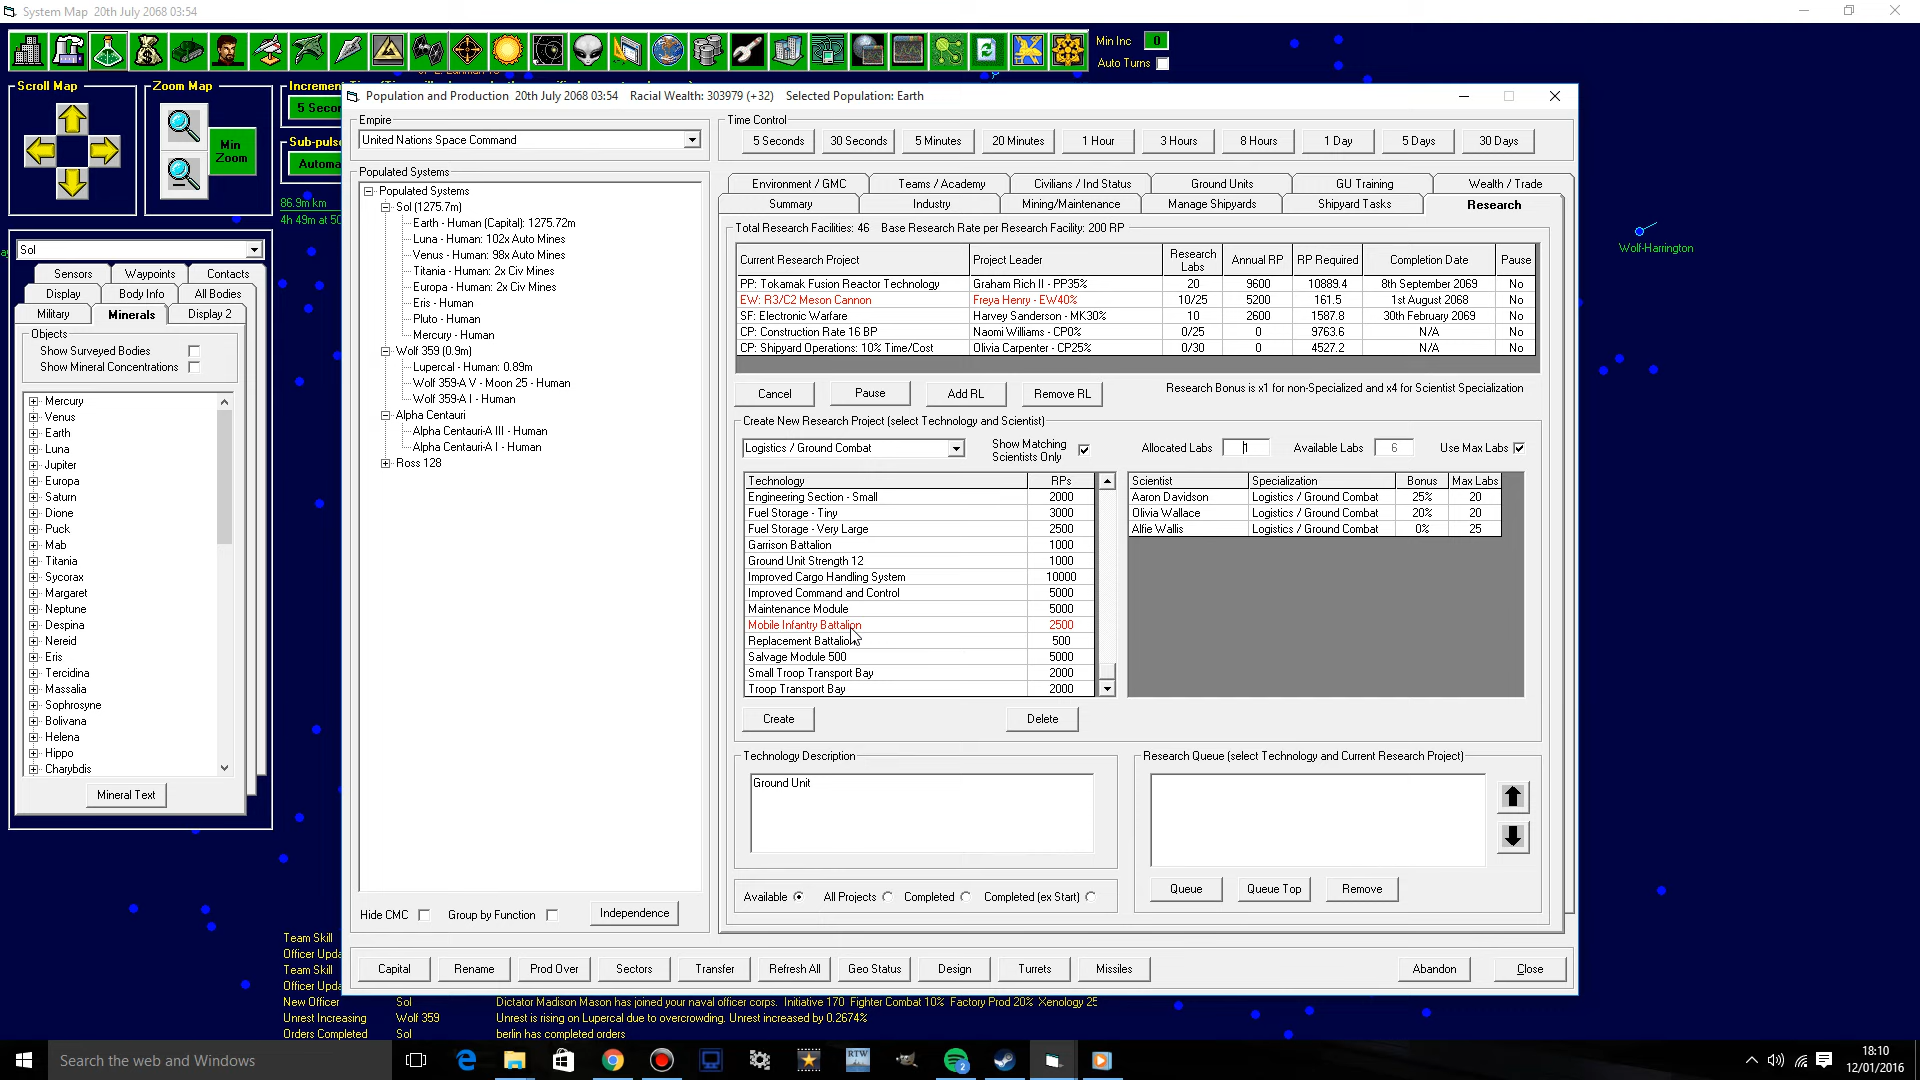 System Map 20th July 2068 03:54
Min Inc 0
Auto Turns
Scroll Map
Zoom Map
Min Zoom
Increment
5 Secon
Sub-pulse
Automa
86.9m km
4h 49m at 50
Wolf-Harrington
Sol
Sensors Waypoints Contacts
Display Body Info All Bodies
Military Minerals Display 2
Objects
Show Surveyed Bodies
Show Mineral Concentrations
Mercury
Venus
Earth
Luna
Jupiter
Europa
Saturn
Dione
Puck
Mab
Titania
Sycorax
Margaret
Neptune
Despina
Nereid
Eris
Tercidina
Massalia
Sophrosyne
Bolivana
Helena
Hippo
Charybdis
Mineral Text
Population and Production 20th July 2068 03:54 Racial Wealth: 303979 (+32) Selected Population: Earth
Empire
United Nations Space Command
Populated Systems
Populated Systems
Sol (1275.7m)
Earth - Human (Capital): 1275.72m
Luna - Human: 102x Auto Mines
Venus - Human: 98x Auto Mines
Titania - Human: 2x Civ Mines
Europa - Human: 2x Civ Mines
Eris - Human
Pluto - Human
Mercury - Human
Wolf 359 (0.9m)
Lupercal - Human: 0.89m
Wolf 359-A V - Moon 25 - Human
Wolf 359-A I - Human
Alpha Centauri
Alpha Centauri-A III - Human
Alpha Centauri-A I - Human
Ross 128
Hide CMC Group by Function Independence
Time Control
5 Seconds 30 Seconds 5 Minutes 20 Minutes 1 Hour 3 Hours 8 Hours 1 Day 5 Days 30 Days
Environment / GMC Teams / Academy Civilians / Ind Status Ground Units GU Training Wealth / Trade
Summary Industry Mining/Maintenance Manage Shipyards Shipyard Tasks Research
Total Research Facilities: 46 Base Research Rate per Research Facility: 200 RP
Current Research Project Project Leader Research Labs Annual RP RP Required Completion Date Pause
PP: Tokamak Fusion Reactor Technology Graham Rich II - PP35% 20 9600 10889.4 8th September 2069 No
EW: R3/C2 Meson Cannon Freya Henry - EW40% 10/25 5200 161.5 1st August 2068 No
SF: Electronic Warfare Harvey Sanderson - MK30% 10 2600 1587.8 30th February 2069 No
CP: Construction Rate 16 BP Naomi Williams - CP0% 0/25 0 9763.6 N/A No
CP: Shipyard Operations: 10% Time/Cost Olivia Carpenter - CP25% 0/30 0 4527.2 N/A No
Cancel Pause Add RL Remove RL Research Bonus is x1 for non-Specialized and x4 for Scientist Specialization
Create New Research Project (select Technology and Scientist)
Logistics / Ground Combat Show Matching Scientists Only Allocated Labs 1 Available Labs 6 Use Max Labs
Technology RPs
Engineering Section - Small 2000
Fuel Storage - Tiny 3000
Fuel Storage - Very Large 2500
Garrison Battalion 1000
Ground Unit Strength 12 1000
Improved Cargo Handling System 10000
Improved Command and Control 5000
Maintenance Module 5000
Mobile Infantry Battalion 2500
Replacement Battalion 500
Salvage Module 500 5000
Small Troop Transport Bay 2000
Troop Transport Bay 2000
Scientist Specialization Bonus Max Labs
Aaron Davidson Logistics / Ground Combat 25% 20
Olivia Wallace Logistics / Ground Combat 20% 20
Alfie Wallis Logistics / Ground Combat 0% 25
Create Delete
Technology Description
Ground Unit
Research Queue (select Technology and Current Research Project)
Available All Projects Completed Completed (ex Start)
Queue Queue Top Remove
Capital Rename Prod Over Sectors Transfer Refresh All Geo Status Design Turrets Missiles Abandon Close
Team Skill
Officer Upda
Team Skill
Officer Upda
New Officer Sol Dictator Madison Mason has joined your naval officer corps. Initiative 170 Fighter Combat 10% Factory Prod 20% Xenology 25
Unrest Increasing Wolf 359 Unrest is rising on Lupercal due to overcrowding. Unrest increased by 0.2674%
Orders Completed Sol berlin has completed orders
Search the web and Windows
RTW
2
18:10
12/01/2016